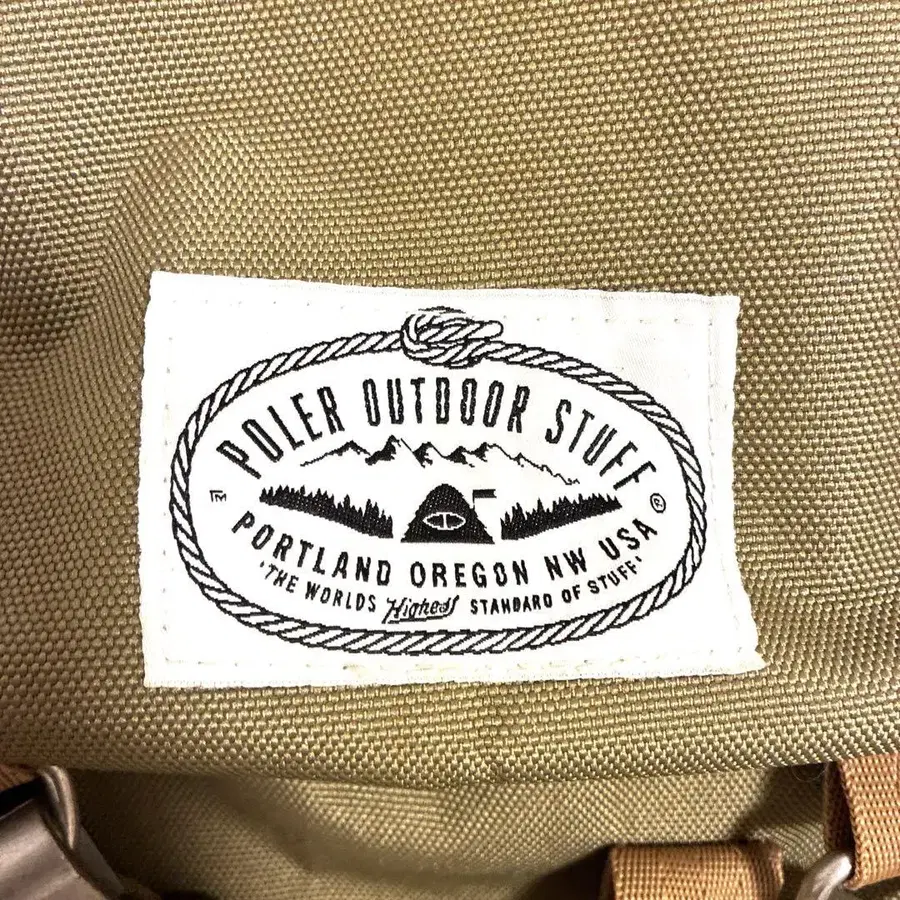 POLER OUTDOOR STUFF
TM
®
PORTLAND OREGON NW USA
'THE WORLDS Highest STANDARD OF STUFF'